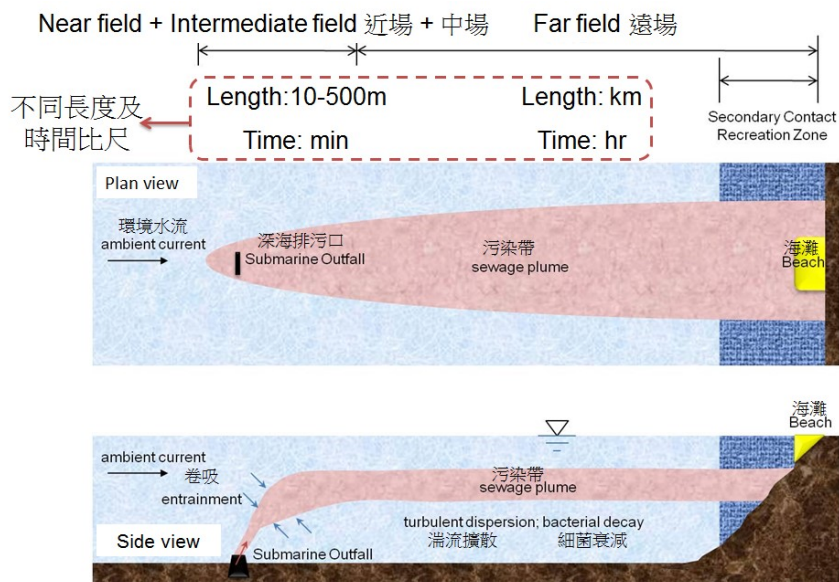 Near field + Intermediate field 近場 + 中場
Far field 遠場
不同長度及
時間比尺
Length:10-500m
Length: km
Time: min
Time: hr
Secondary Contact
Recreation Zone
Plan view
環境水流
ambient current
深海排污口
Submarine Outfall
污染帶
sewage plume
海灘
Beach
海灘
Beach
ambient current
卷吸
entrainment
污染帶
sewage plume
turbulent dispersion; bacterial decay
湍流擴散
細菌衰減
Side view
Submarine Outfall